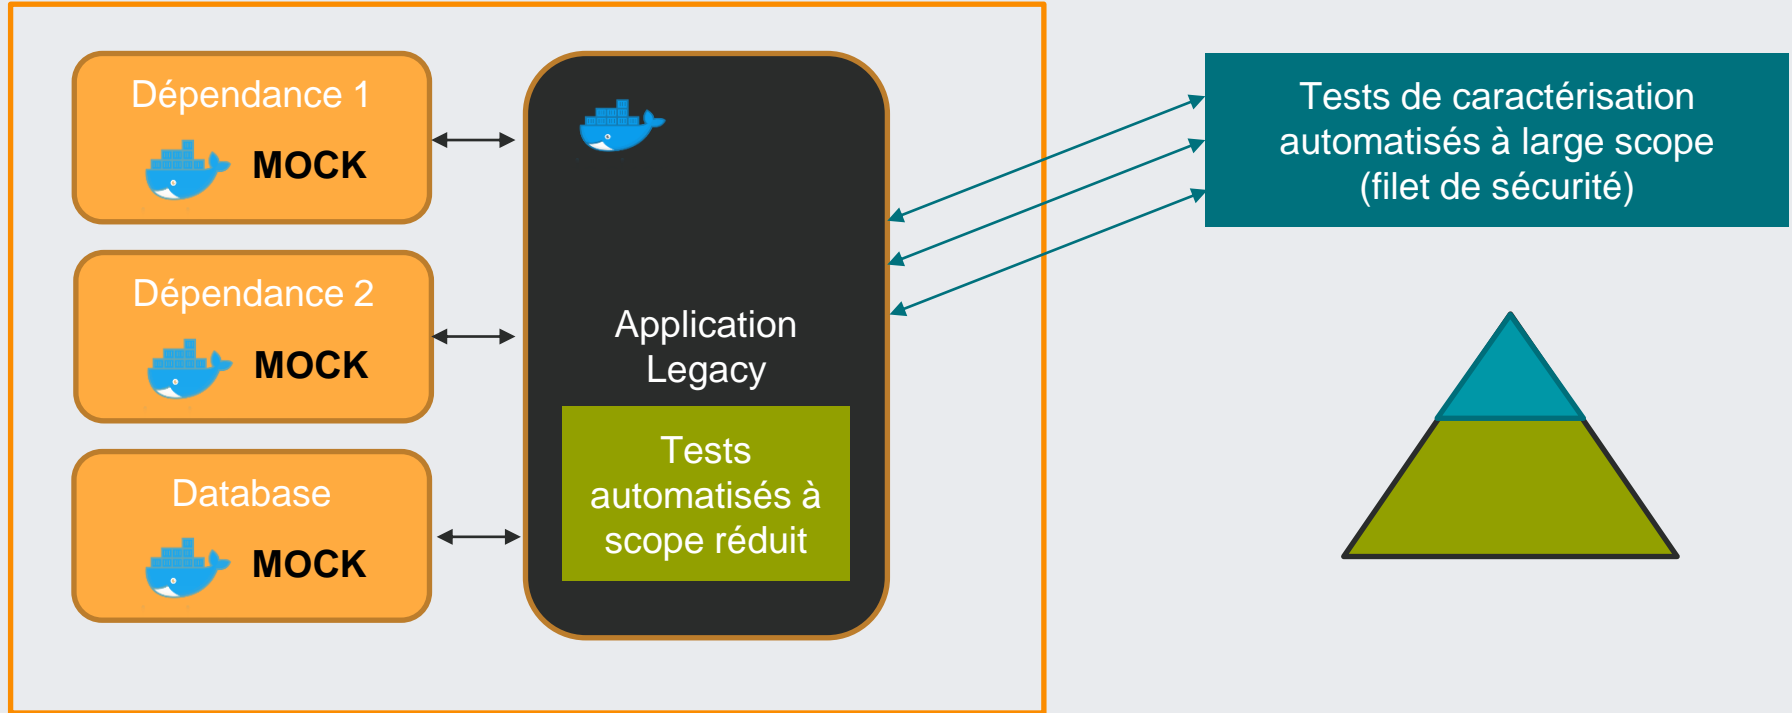 Dépendance 1
MOCK
Dépendance 2
MOCK
Database
MOCK
Application
Legacy
Tests
automatisés à
scope réduit
Tests de caractérisation
automatisés à large scope
(filet de sécurité)